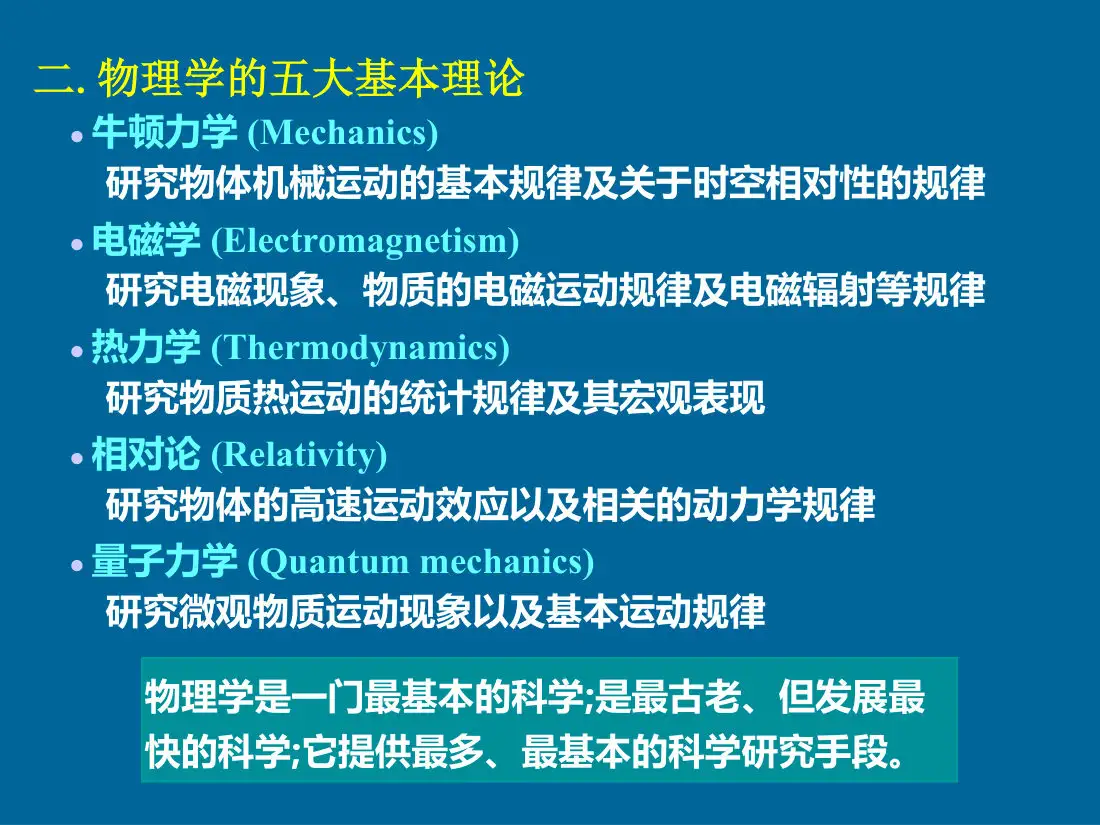 二. 物理学的五大基本理论
•牛顿力学 (Mechanics)
研究物体机械运动的基本规律及关于时空相对性的规律
•电磁学 (Electromagnetism)
研究电磁现象、物质的电磁运动规律及电磁辐射等规律
•热力学 (Thermodynamics)
研究物质热运动的统计规律及其宏观表现
•相对论 (Relativity)
研究物体的高速运动效应以及相关的动力学规律
•量子力学 (Quantum mechanics)
研究微观物质运动现象以及基本运动规律
物理学是一门最基本的科学;是最古老、但发展最
快的科学;它提供最多、最基本的科学研究手段。